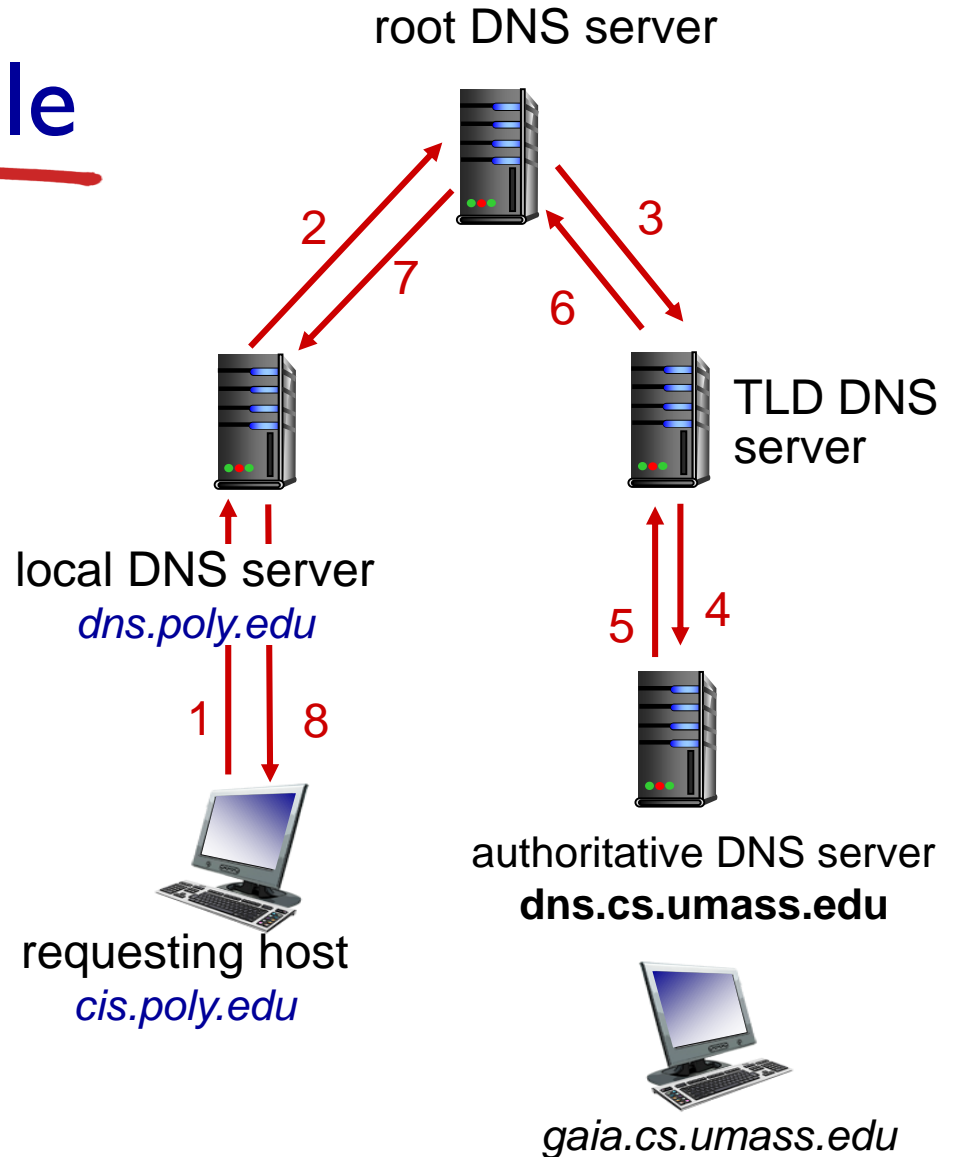 root DNS server
le
2
3
7
6
TLD DNS
server
local DNS server
dns.poly.edu
5
4
1
8
authoritative DNS server
dns.cs.umass.edu
requesting host
cis.poly.edu
gaia.cs.umass.edu